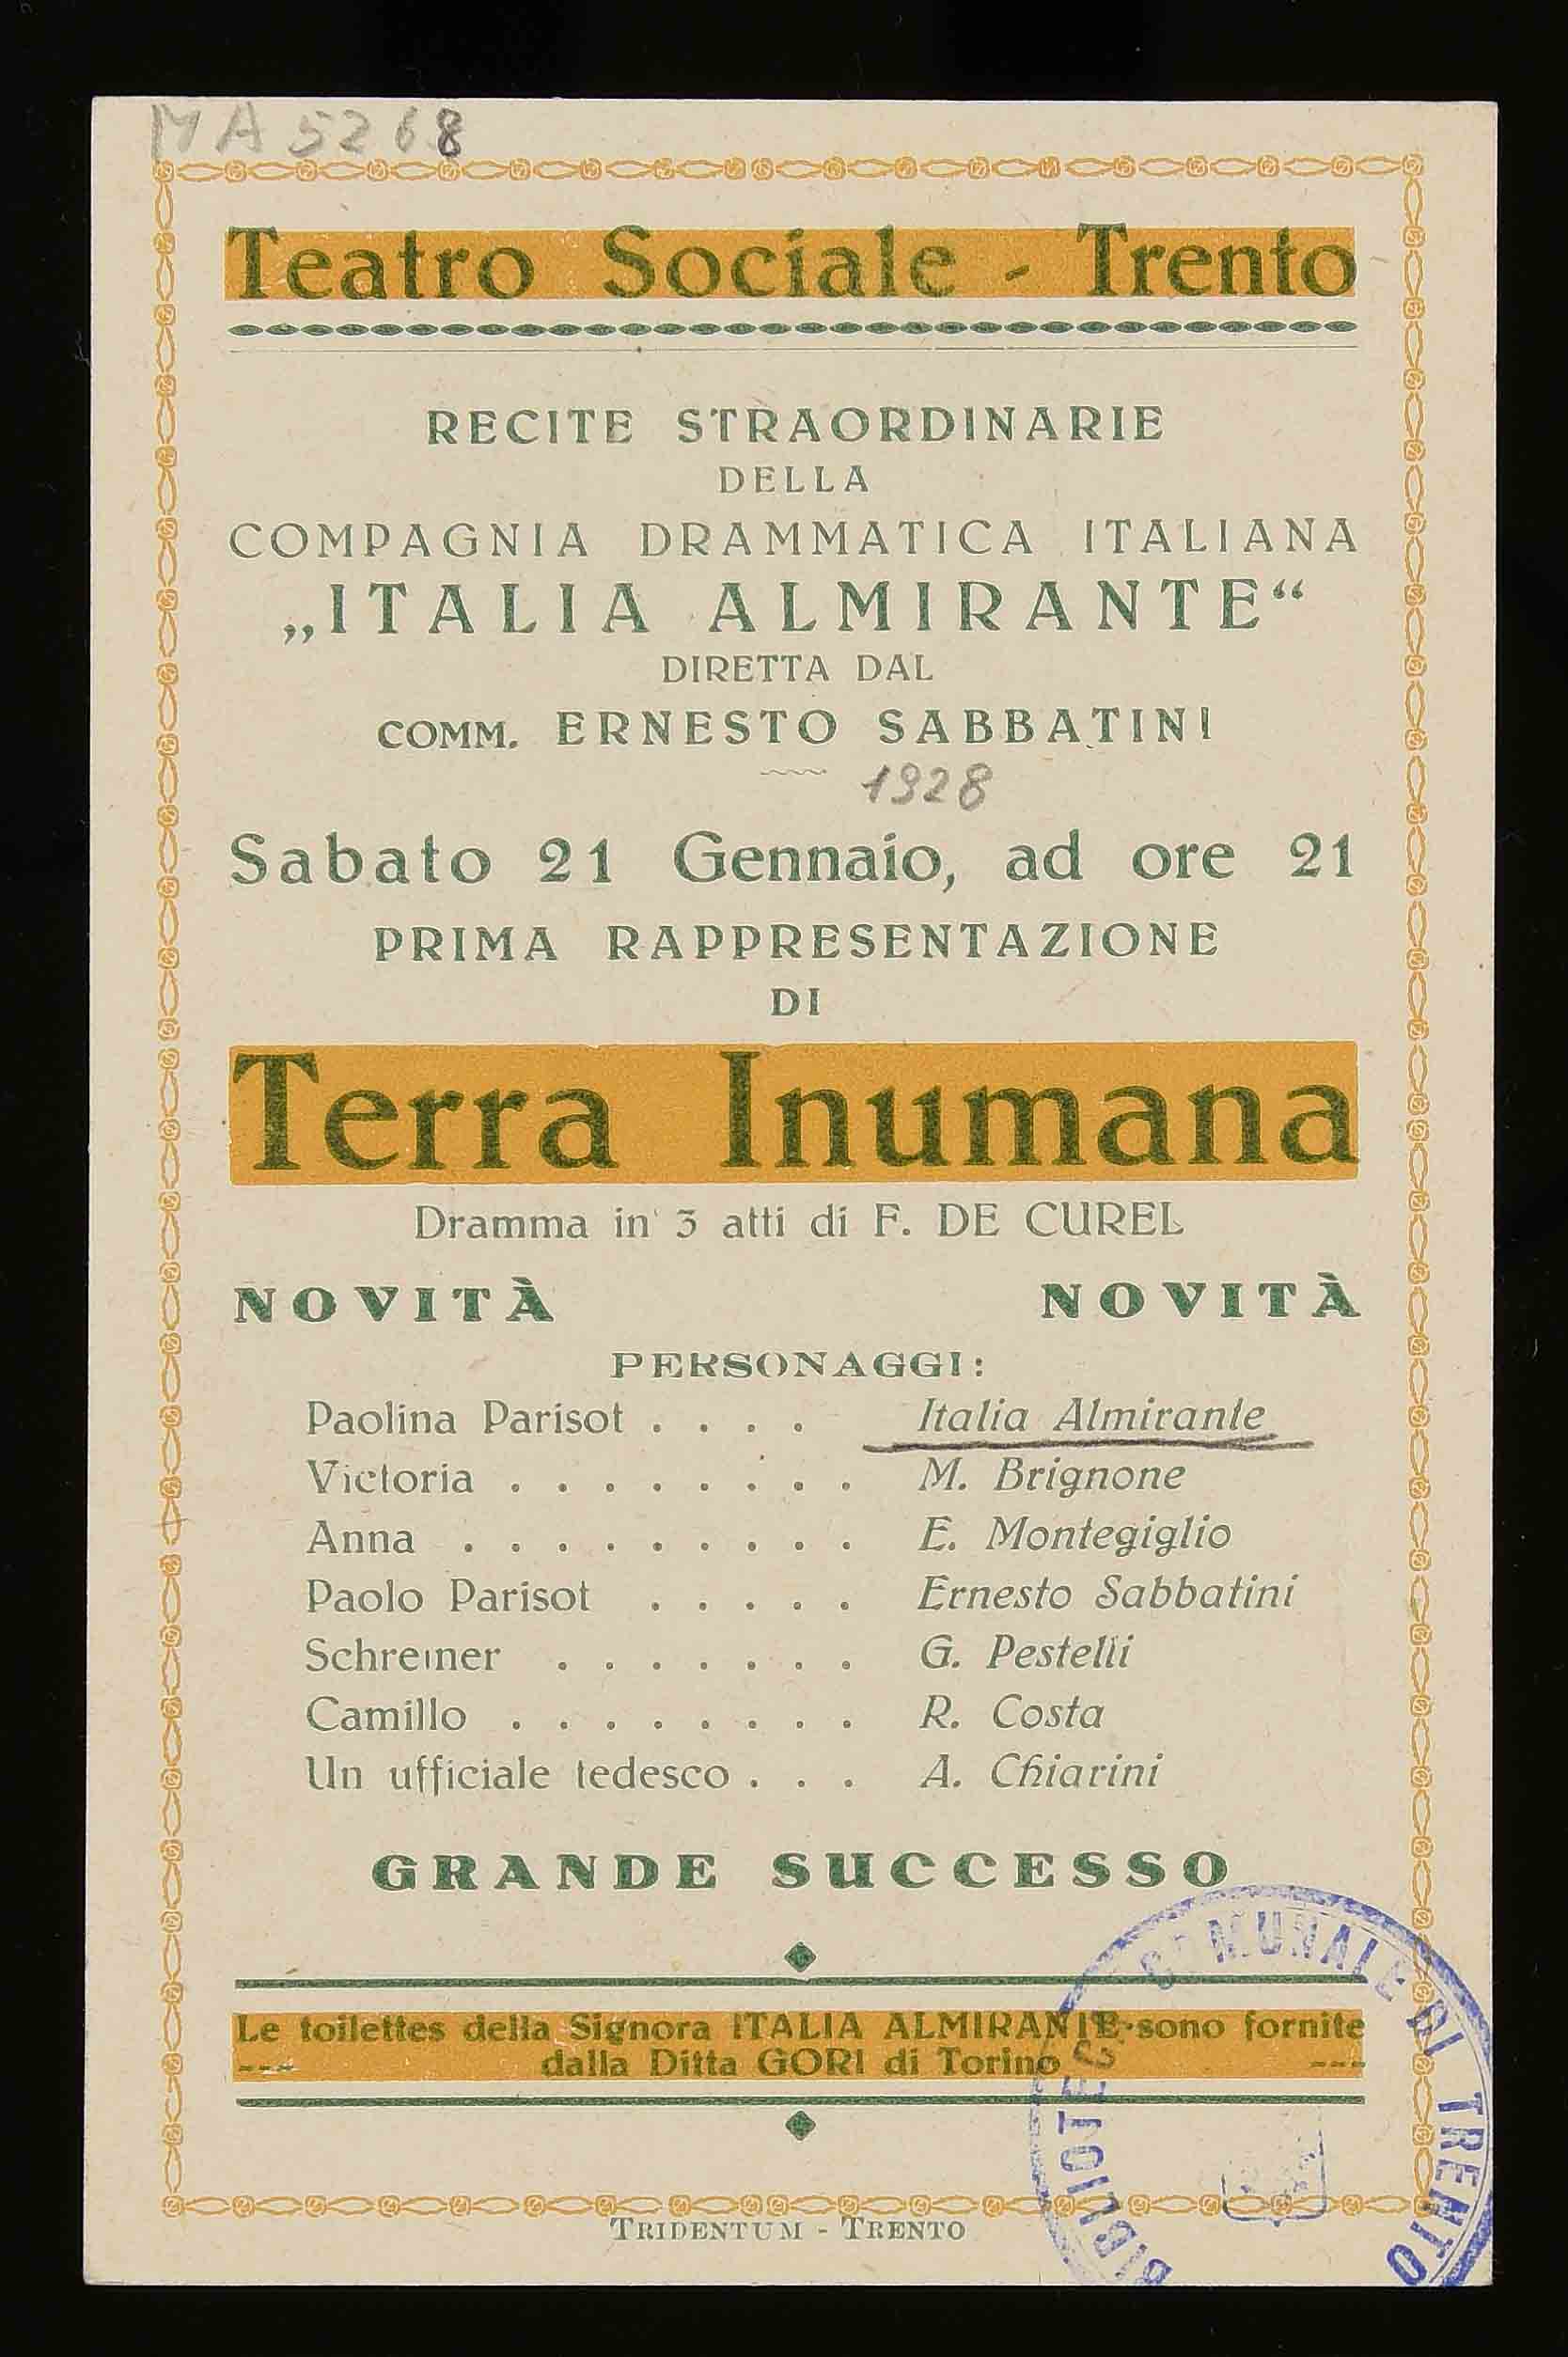 MA 5268
Teatro Sociale - Trento
RECITE STRAORDINARIE
DELLA
COMPAGNIA DRAMMATICA ITALIANA
„ITALIA ALMIRANTE“
DIRETTA DAL
COMM. ERNESTO SABBATINI
1928
Sabato 21 Gennaio, ad ore 21
PRIMA RAPPRESENTAZIONE
DI
Terra Inumana
Dramma in 3 atti di F. DE CUREL
NOVITÀ NOVITÀ
PERSONAGGI:
Paolina Parisot . . . . Italia Almirante
Victoria . . . . . . . . M. Brignone
Anna . . . . . . . . . E. Montegiglio
Paolo Parisot . . . . . Ernesto Sabbatini
Schreiner . . . . . . . G. Pestelli
Camillo . . . . . . . . R. Costa
Un ufficiale tedesco . . . A. Chiarini
GRANDE SUCCESSO
Le toilettes della Signora ITALIA ALMIRANTE sono fornite
--- dalla Ditta GORI di Torino ---
TRIDENTUM - TRENTO
BIBLIOTECA COMUNALE DI TRENTO